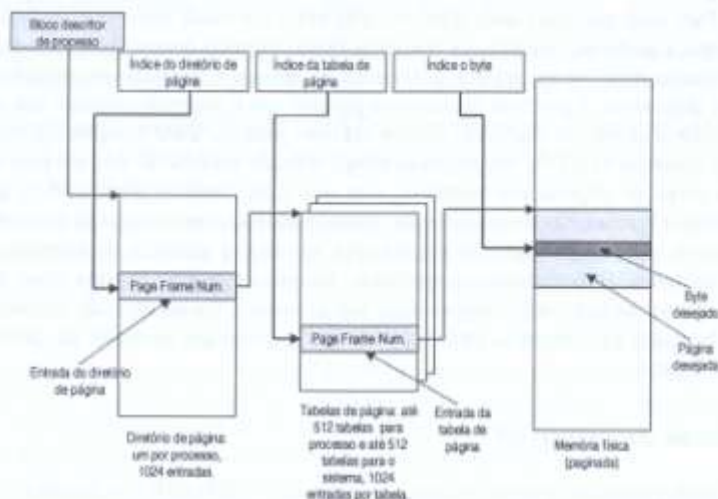 Bloco descritor
de processo
Índice do diretório de
página
Índice da tabela de
página
Índice o byte
Page Frame Num.
Page Frame Num.
Entrada do diretório
de página
Diretório de página:
um por processo,
1024 entradas.
Tabelas de página: até
512 tabelas para
processo e até 512
tabelas para o
sistema, 1024
entradas por tabela.
Entrada da
tabela de
página
Byte
desejado
Página
desejada
Memória física
(paginada)